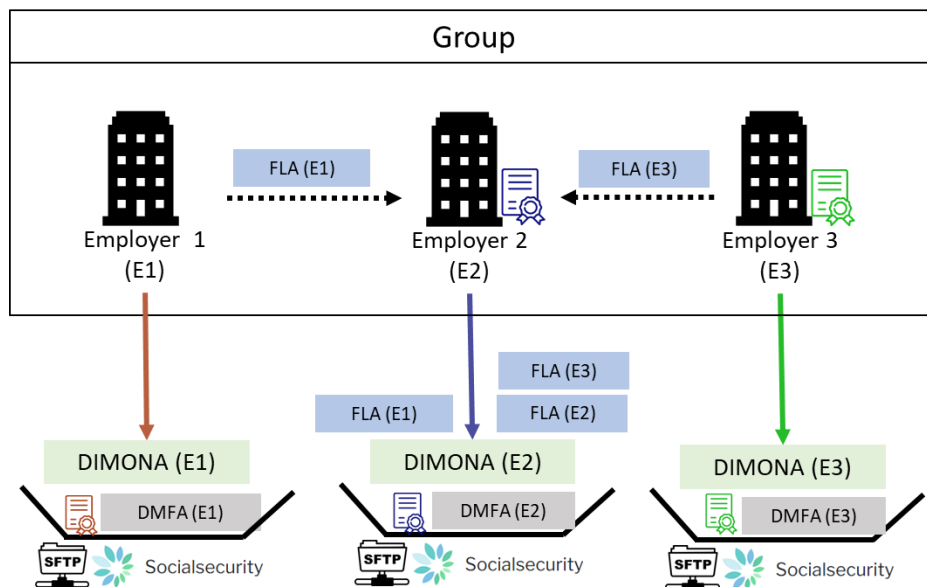 Group
FLA (E1)
FLA (E3)
Employer 1
(E1)
Employer 2
(E2)
Employer 3
(E3)
FLA (E3)
FLA (E1)
FLA (E2)
DIMONA (E1)
DIMONA (E2)
DIMONA (E3)
DMFA (E1)
DMFA (E2)
DMFA (E3)
SFTP
Socialsecurity
SFTP
Socialsecurity
SFTP
Socialsecurity